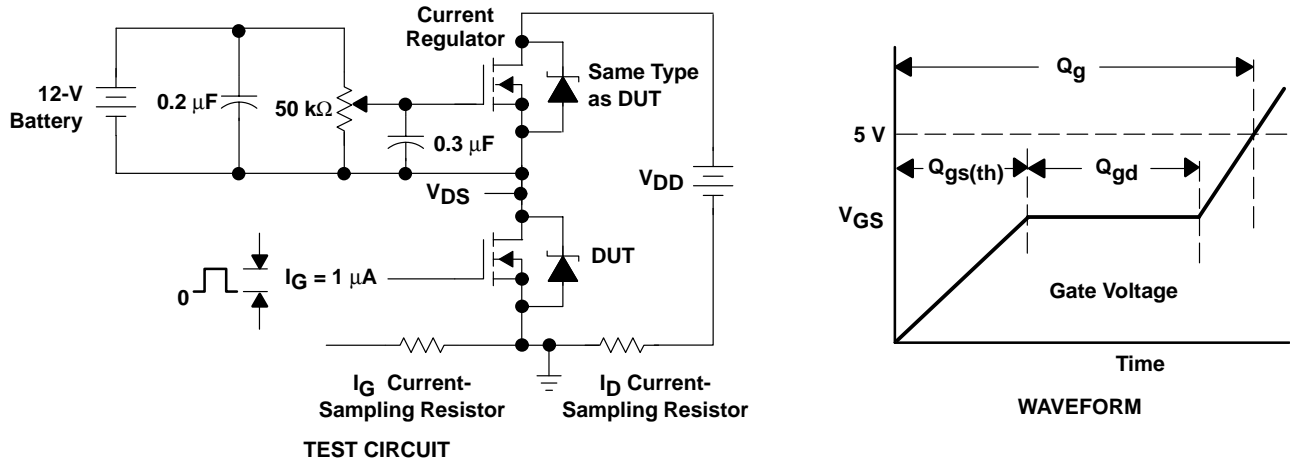 Current
Regulator
12-V
Battery
0.2 µF
50 kΩ
0.3 µF
Same Type
as DUT
VDS
VDD
DUT
0
IG = 1 µA
IG Current-
Sampling Resistor
ID Current-
Sampling Resistor
TEST CIRCUIT
Qg
5 V
Qgs(th)
Qgd
VGS
Gate Voltage
Time
WAVEFORM